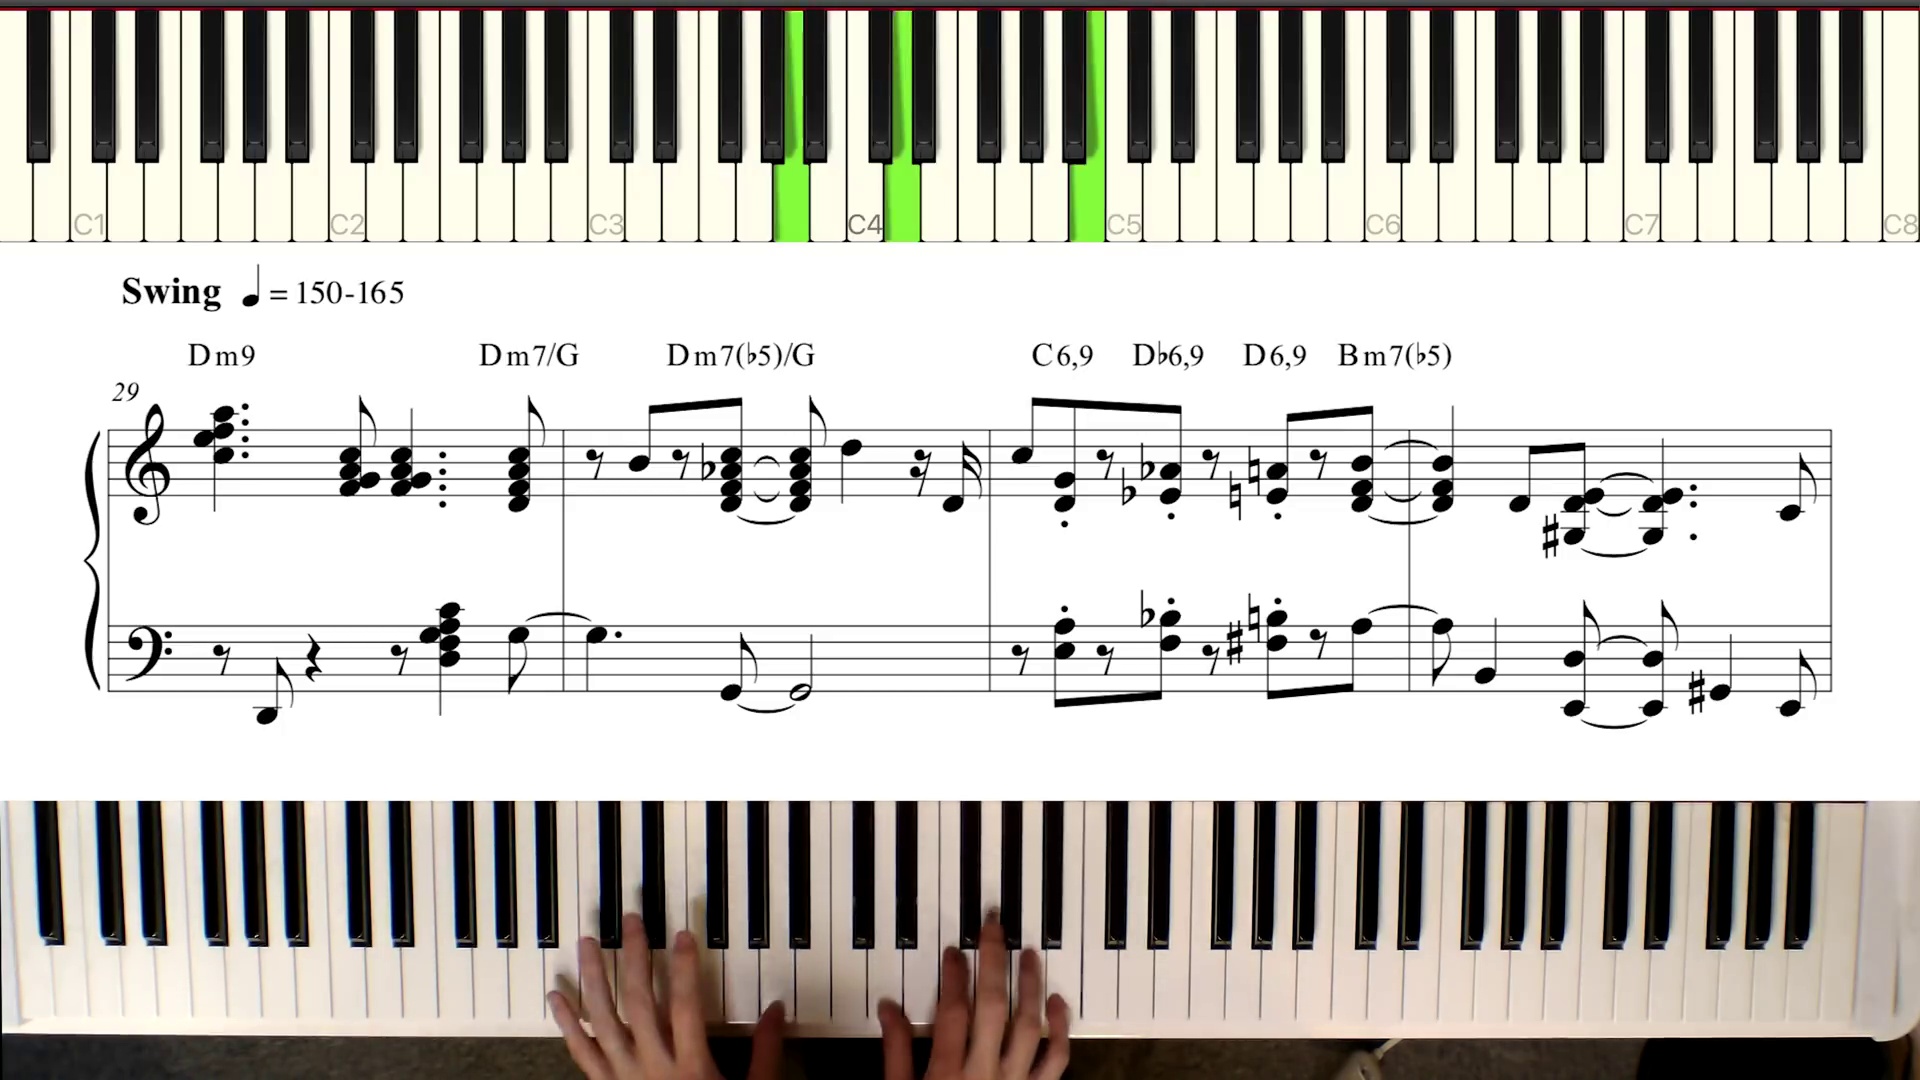 C1 C2 C3 C4 C5 C6 C7 C8
Swing ♩ = 150-165
Dm9 Dm7/G Dm7(♭5)/G C6,9 D♭6,9 D6,9 Bm7(♭5)
29